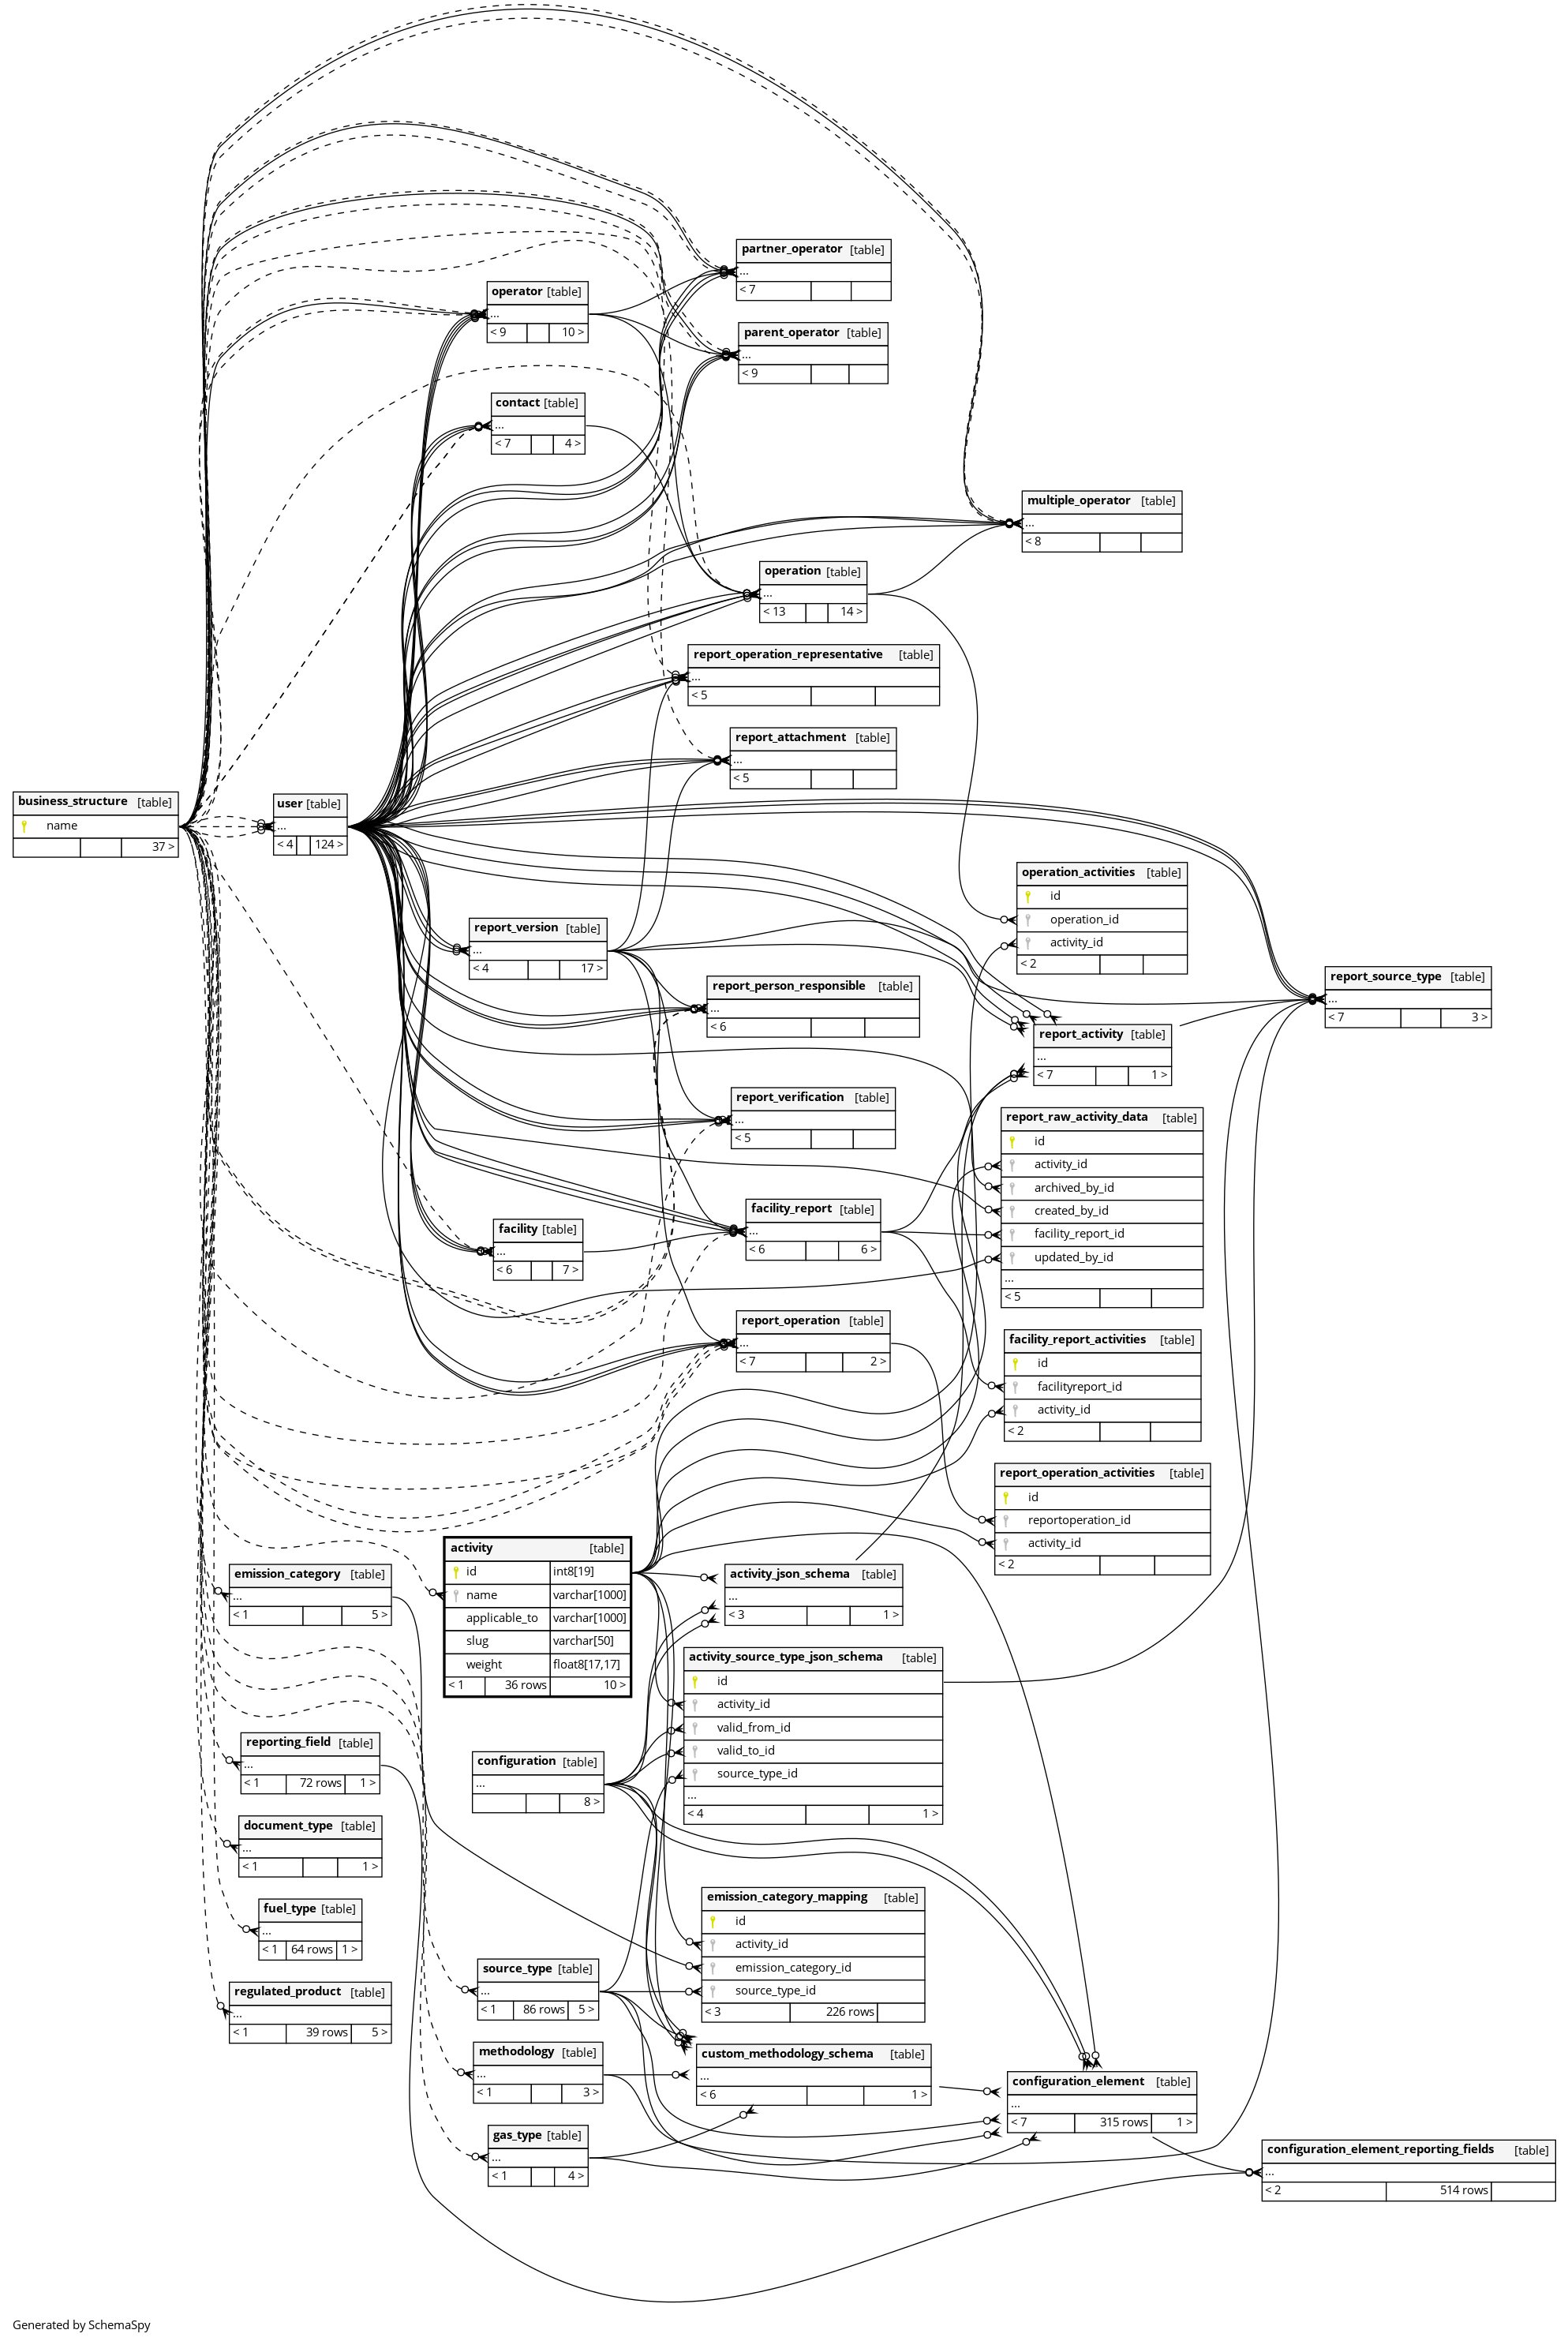 partner_operator [table]
...
< 7
operator [table]
...
< 9 10 >
parent_operator [table]
...
< 9
contact [table]
...
< 7 4 >
multiple_operator [table]
...
< 8
operation [table]
...
< 13 14 >
report_operation_representative [table]
...
< 5
report_attachment [table]
...
< 5
business_structure [table]
name
37 >
user [table]
...
< 4 124 >
operation_activities [table]
id
operation_id
activity_id
< 2
report_version [table]
...
< 4 17 >
report_source_type [table]
...
< 7 3 >
report_person_responsible [table]
...
< 6
report_activity [table]
...
< 7 1 >
report_verification [table]
...
< 5
report_raw_activity_data [table]
id
activity_id
archived_by_id
created_by_id
facility_report_id
updated_by_id
...
< 5
facility_report [table]
...
< 6 6 >
facility [table]
...
< 6 7 >
report_operation [table]
...
< 7 2 >
facility_report_activities [table]
id
facilityreport_id
activity_id
< 2
report_operation_activities [table]
id
reportoperation_id
activity_id
< 2
activity [table]
id int8[19]
name varchar[1000]
applicable_to varchar[1000]
slug varchar[50]
weight float8[17,17]
< 1 36 rows 10 >
emission_category [table]
...
< 1 5 >
activity_json_schema [table]
...
< 3 1 >
activity_source_type_json_schema [table]
id
activity_id
valid_from_id
valid_to_id
source_type_id
...
< 4 1 >
reporting_field [table]
...
< 1 72 rows 1 >
configuration [table]
...
8 >
document_type [table]
...
< 1 1 >
fuel_type [table]
...
< 1 64 rows 1 >
emission_category_mapping [table]
id
activity_id
emission_category_id
source_type_id
< 3 226 rows
source_type [table]
...
< 1 86 rows 5 >
regulated_product [table]
...
< 1 39 rows 5 >
methodology [table]
...
< 1 3 >
custom_methodology_schema [table]
...
< 6 1 >
configuration_element [table]
...
< 7 315 rows 1 >
gas_type [table]
...
< 1 4 >
configuration_element_reporting_fields [table]
...
< 2 514 rows
Generated by SchemaSpy